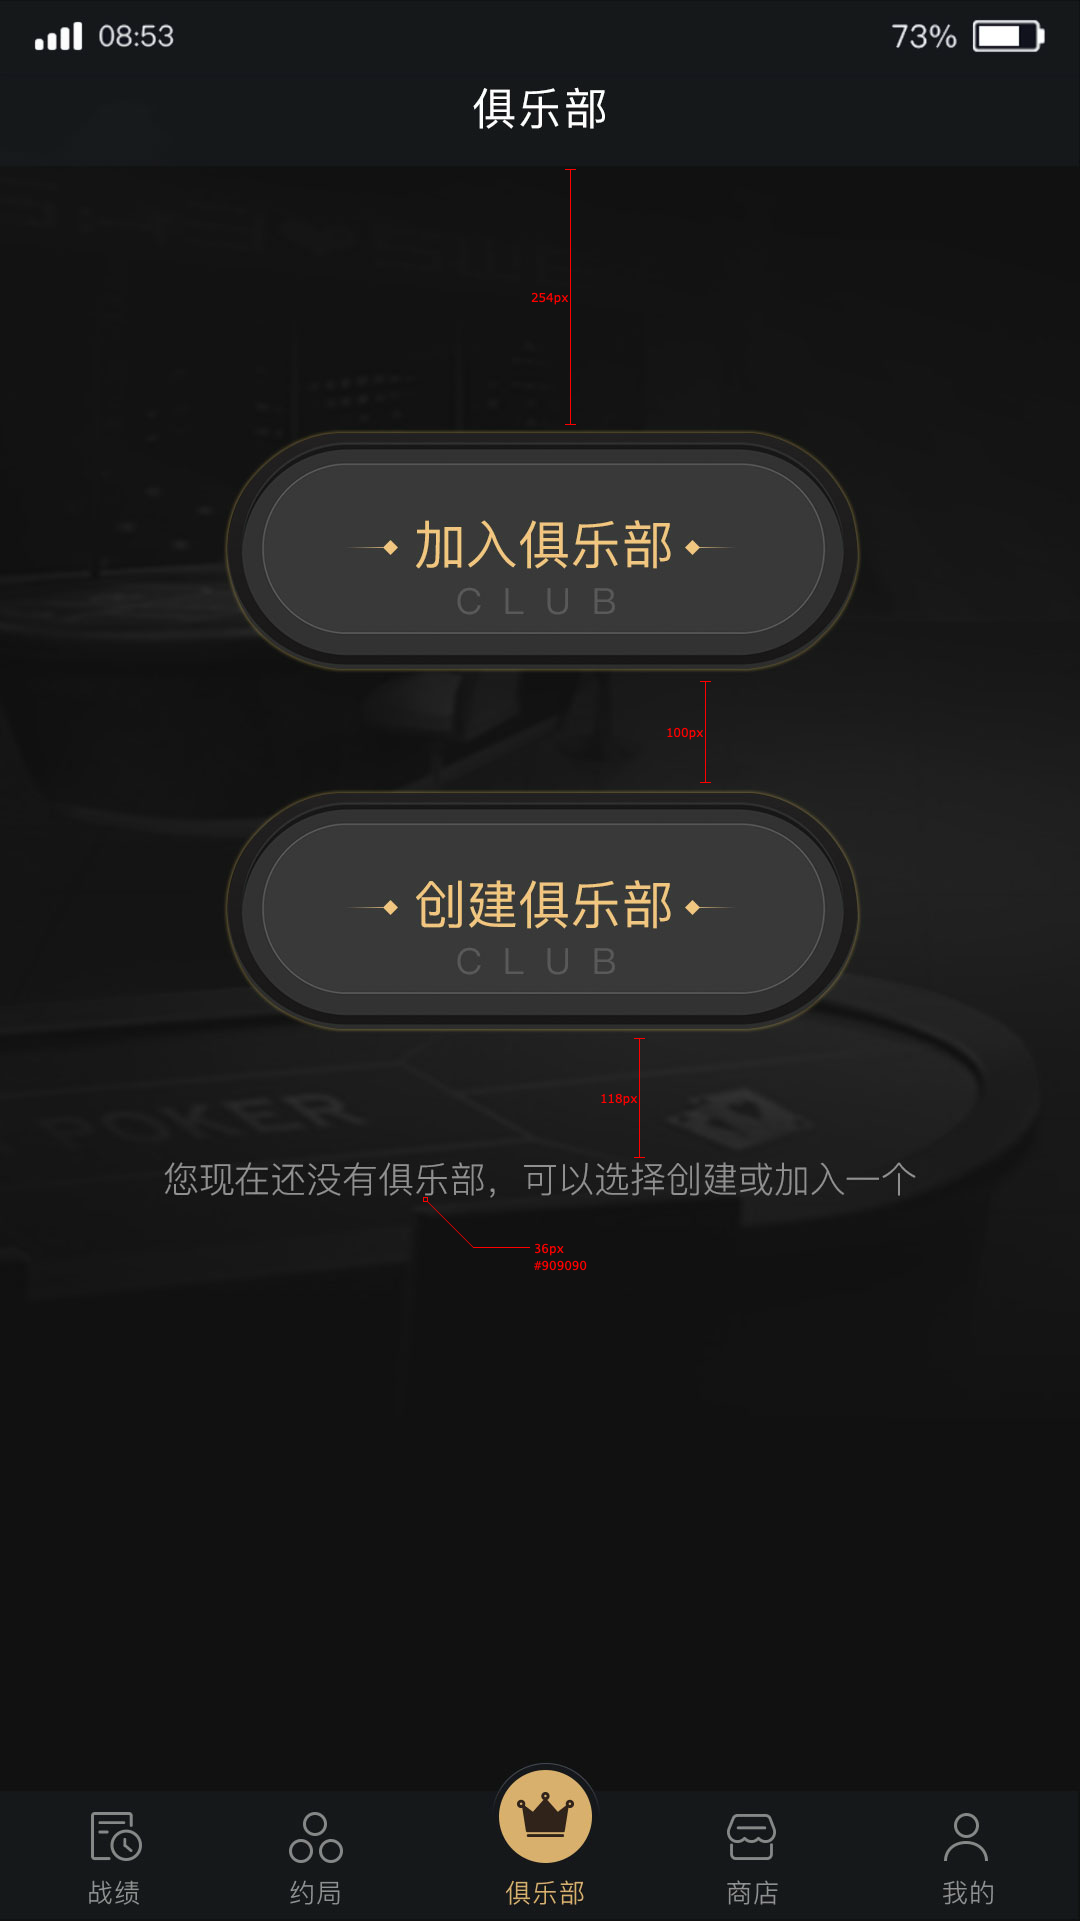 08:53 73%
俱乐部
254px
加入俱乐部
CLUB
100px
创建俱乐部
CLUB
118px
POKER
您现在还没有俱乐部，可以选择创建或加入一个
36px
#909090
战绩 约局 俱乐部 商店 我的